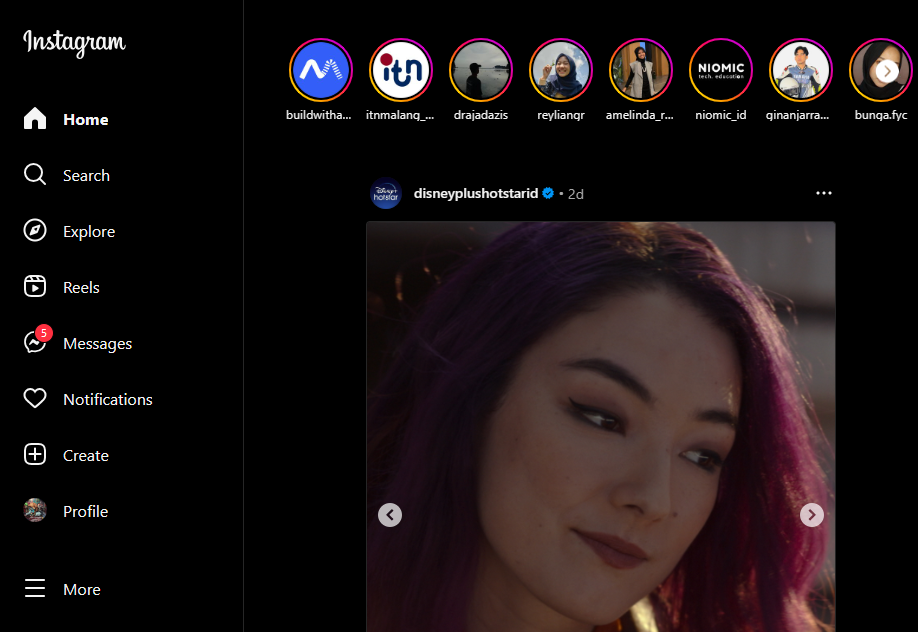 Instagram
Home
Search
Explore
Reels
5
Messages
Notifications
Create
Profile
More
itn
NIOMIC
tech. education
buildwitha...
itnmalang_...
drajadazis
reyliangr
amelinda_r...
niomic_id
ginanjarra...
bunga.fyc
Disney+
hotstar
disneyplushotstarid • 2d